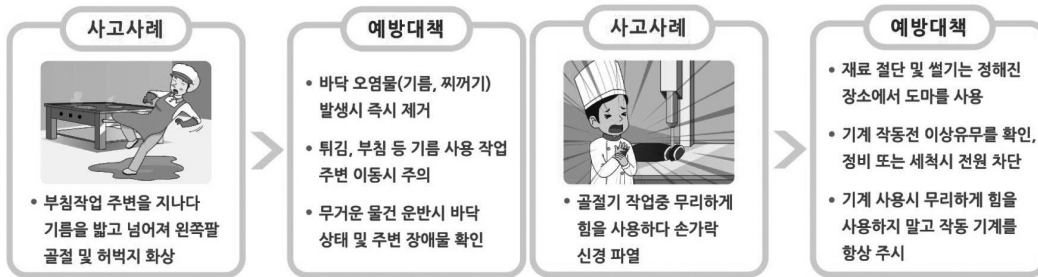 사고사례
• 부침작업 주변을 지나다
기름을 밟고 넘어져 왼쪽팔
골절 및 허벅지 화상
예방대책
• 바닥 오염물(기름, 찌꺼기)
발생시 즉시 제거
• 튀김, 부침 등 기름 사용 작업
주변 이동시 주의
• 무거운 물건 운반시 바닥
상태 및 주변 장애물 확인
사고사례
• 골절기 작업중 무리하게
힘을 사용하다 손가락
신경 파열
예방대책
• 재료 절단 및 썰기는 정해진
장소에서 도마를 사용
• 기계 작동전 이상유무를 확인,
정비 또는 세척시 전원 차단
• 기계 사용시 무리하게 힘을
사용하지 말고 작동 기계를
항상 주시